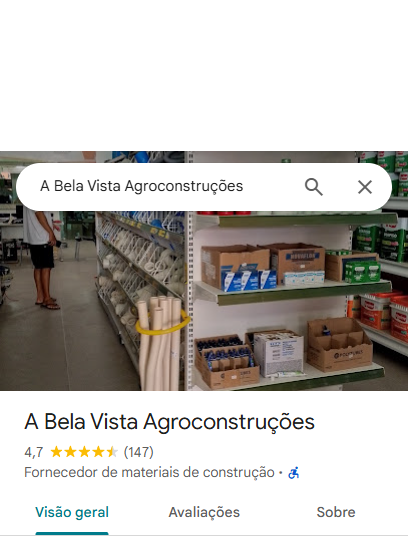 A Bela Vista Agroconstruções
A Bela Vista Agroconstruções
4,7 (147)
Fornecedor de materiais de construção ·
Visão geral Avaliações Sobre